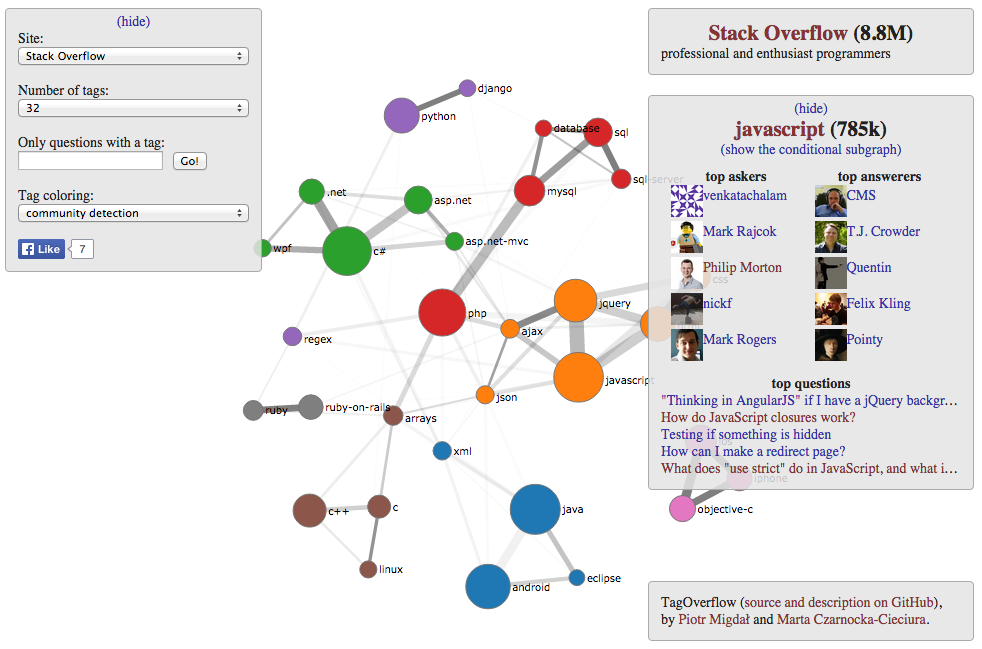 (hide)
Site:
Stack Overflow
Number of tags:
32
Only questions with a tag:
Go!
Tag coloring:
community detection
Like
7
django
python
database
sql
sql-server
mysql
.net
asp.net
asp.net-mvc
wpf
c#
php
jquery
css
ajax
javascript
json
regex
ruby
ruby-on-rails
arrays
xml
c++
c
linux
java
android
eclipse
ios
iphone
objective-c
Stack Overflow (8.8M)
professional and enthusiast programmers
(hide)
javascript (785k)
(show the conditional subgraph)
top askers
venkatachalam
Mark Rajcok
Philip Morton
nickf
Mark Rogers
top answerers
CMS
T.J. Crowder
Quentin
Felix Kling
Pointy
top questions
"Thinking in AngularJS" if I have a jQuery backgr…
How do JavaScript closures work?
Testing if something is hidden
How can I make a redirect page?
What does "use strict" do in JavaScript, and what i…
TagOverflow (source and description on GitHub),
by Piotr Migdał and Marta Czarnocka-Cieciura.